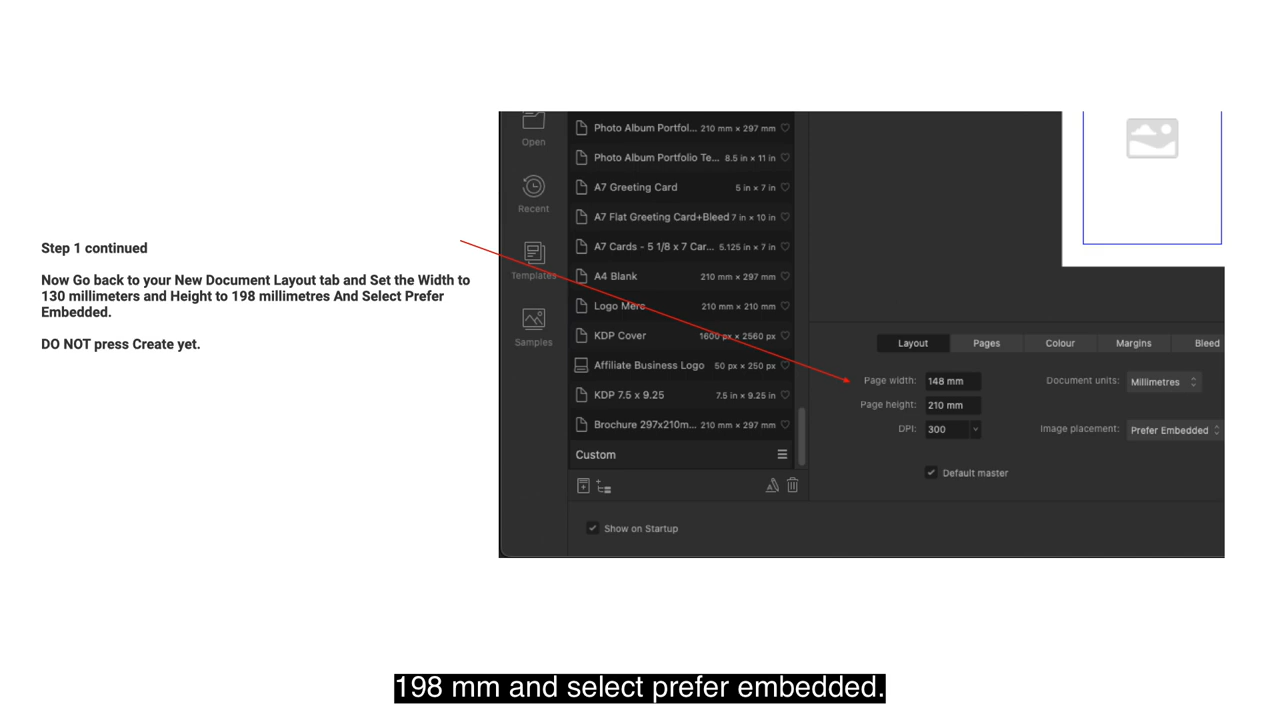 Step 1 continued
Now Go back to your New Document Layout tab and Set the Width to
130 millimeters and Height to 198 millimetres And Select Prefer
Embedded.
DO NOT press Create yet.
Open
Recent
Templates
Samples
Photo Album Portfol... 210 mm × 297 mm
Photo Album Portfolio Te... 8.5 in × 11 in
A7 Greeting Card 5 in × 7 in
A7 Flat Greeting Card+Bleed 7 in × 10 in
A7 Cards - 5 1/8 x 7 Car... 5.125 in × 7 in
A4 Blank 210 mm × 297 mm
Logo Merc 210 mm × 210 mm
KDP Cover 1600 px × 2560 px
Affiliate Business Logo 50 px × 250 px
KDP 7.5 x 9.25 7.5 in × 9.25 in
Brochure 297x210m... 210 mm × 297 mm
Custom
Show on Startup
Layout Pages Colour Margins Bleed
Page width: 148 mm Document units: Millimetres
Page height: 210 mm
DPI: 300 Image placement: Prefer Embedded
Default master
198 mm and select prefer embedded.